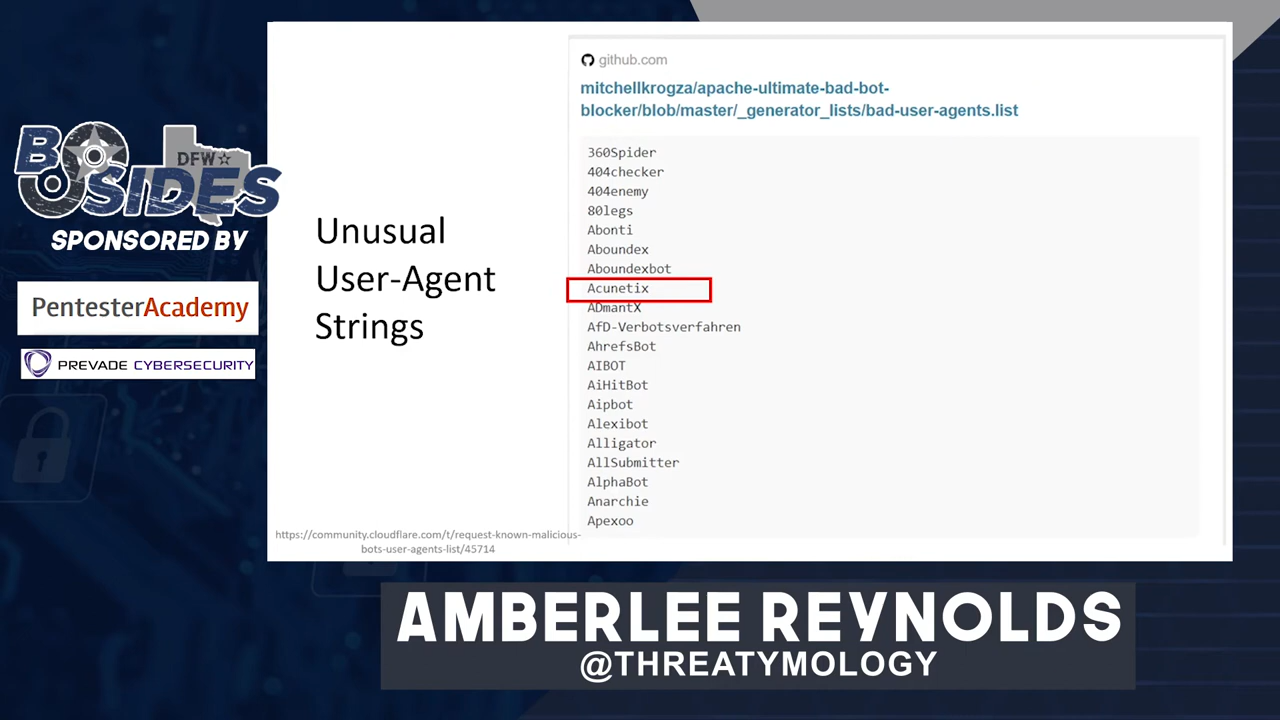 BSIDES
DFW
SPONSORED BY
PentesterAcademy
PREVADE CYBERSECURITY
Unusual
User-Agent
Strings
https://community.cloudflare.com/t/request-known-malicious-
bots-user-agents-list/45714
github.com
mitchellkrogza/apache-ultimate-bad-bot-
blocker/blob/master/_generator_lists/bad-user-agents.list
360Spider
404checker
404enemy
80legs
Abonti
Aboundex
Aboundexbot
Acunetix
ADmantX
AfD-Verbotsverfahren
AhrefsBot
AIBOT
AiHitBot
Aipbot
Alexibot
Alligator
AllSubmitter
AlphaBot
Anarchie
Apexoo
AMBERLEE REYNOLDS
@THREATYMOLOGY